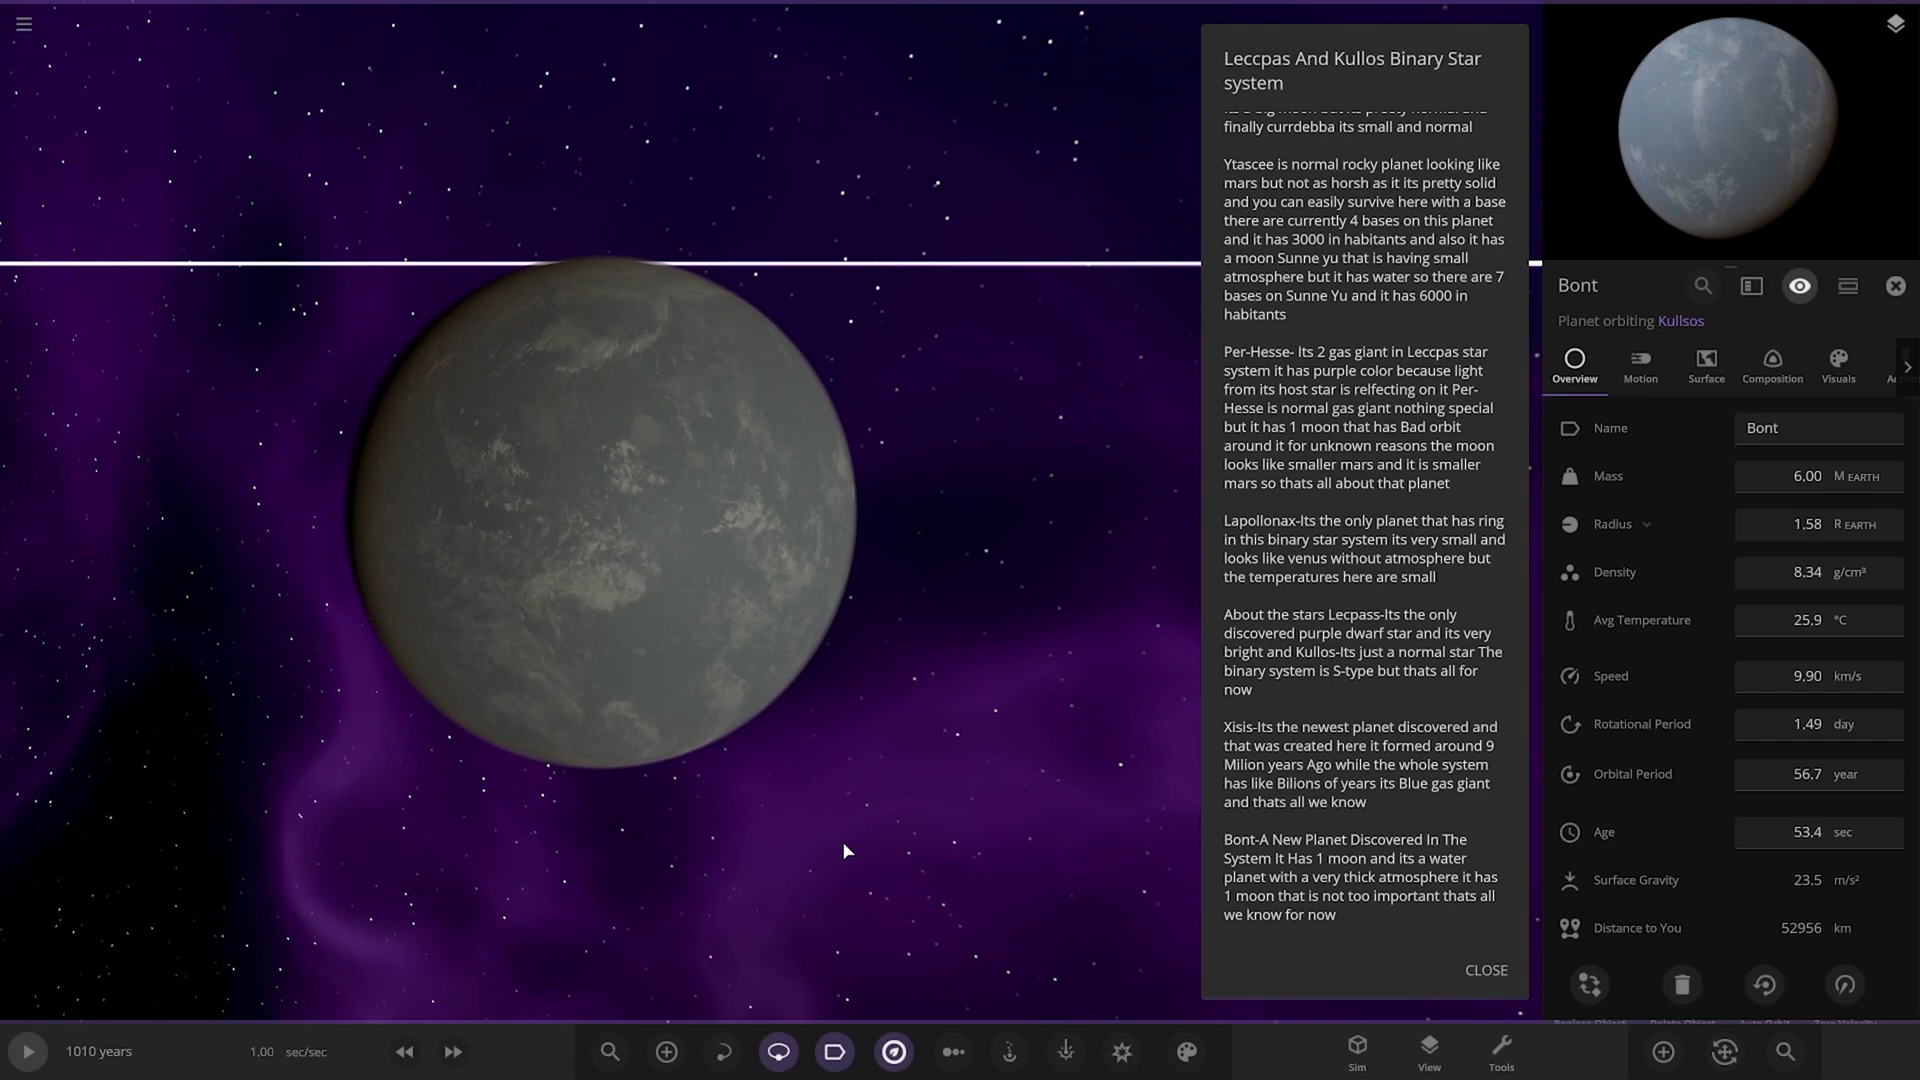 Leccpas And Kullos Binary Star
system
finally currdebba its small and normal
Ytascee is normal rocky planet looking like
mars but not as horsh as it its pretty solid
and you can easily survive here with a base
there are currently 4 bases on this planet
and it has 3000 in habitants and also it has
a moon Sunne yu that is having small
atmosphere but it has water so there are 7
bases on Sunne Yu and it has 6000 in
habitants
Per-Hesse- Its 2 gas giant in Leccpas star
system it has purple color because light
from its host star is relfecting on it Per-
Hesse is normal gas giant nothing special
but it has 1 moon that has Bad orbit
around it for unknown reasons the moon
looks like smaller mars and it is smaller
mars so thats all about that planet
Lapollonax-Its the only planet that has ring
in this binary star system its very small and
looks like venus without atmosphere but
the temperatures here are small
About the stars Lecpass-Its the only
discovered purple dwarf star and its very
bright and Kullos-Its just a normal star The
binary system is S-type but thats all for
now
Xisis-Its the newest planet discovered and
that was created here it formed around 9
Milion years Ago while the whole system
has like Bilions of years its Blue gas giant
and thats all we know
Bont-A New Planet Discovered In The
System It Has 1 moon and its a water
planet with a very thick atmosphere it has
1 moon that is not too important thats all
we know for now
CLOSE
Bont
Planet orbiting Kullsos
Overview Motion Surface Composition Visuals
Name Bont
Mass 6,00 M EARTH
Radius 1,58 R EARTH
Density 8,34 g/cm³
Avg Temperature 25,9 °C
Speed 9,90 km/s
Rotational Period 1,49 day
Orbital Period 56,7 year
Age 53,4 sec
Surface Gravity 23,5 m/s²
Distance to You 52956 km
1010 years 1,00 sec/sec
Sim View Tools